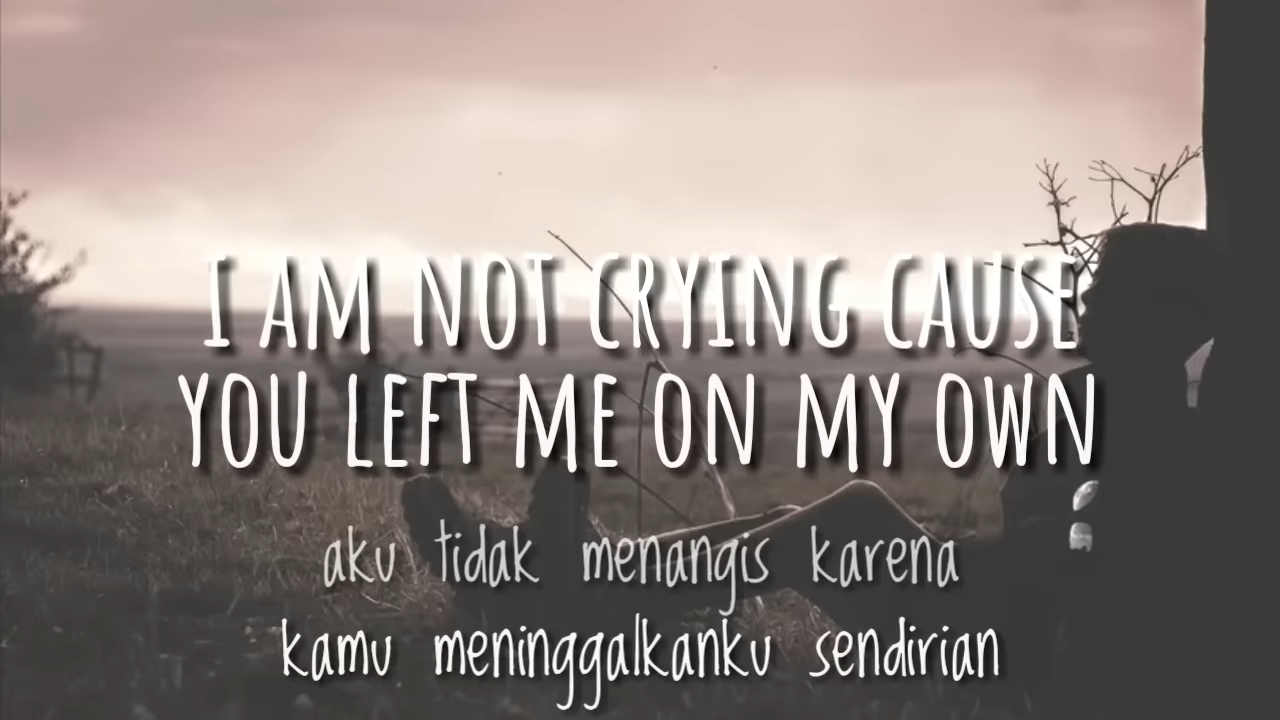 I AM NOT CRYING CAUSE
YOU LEFT ME ON MY OWN
aku tidak menangis karena
kamu meninggalkanku sendirian